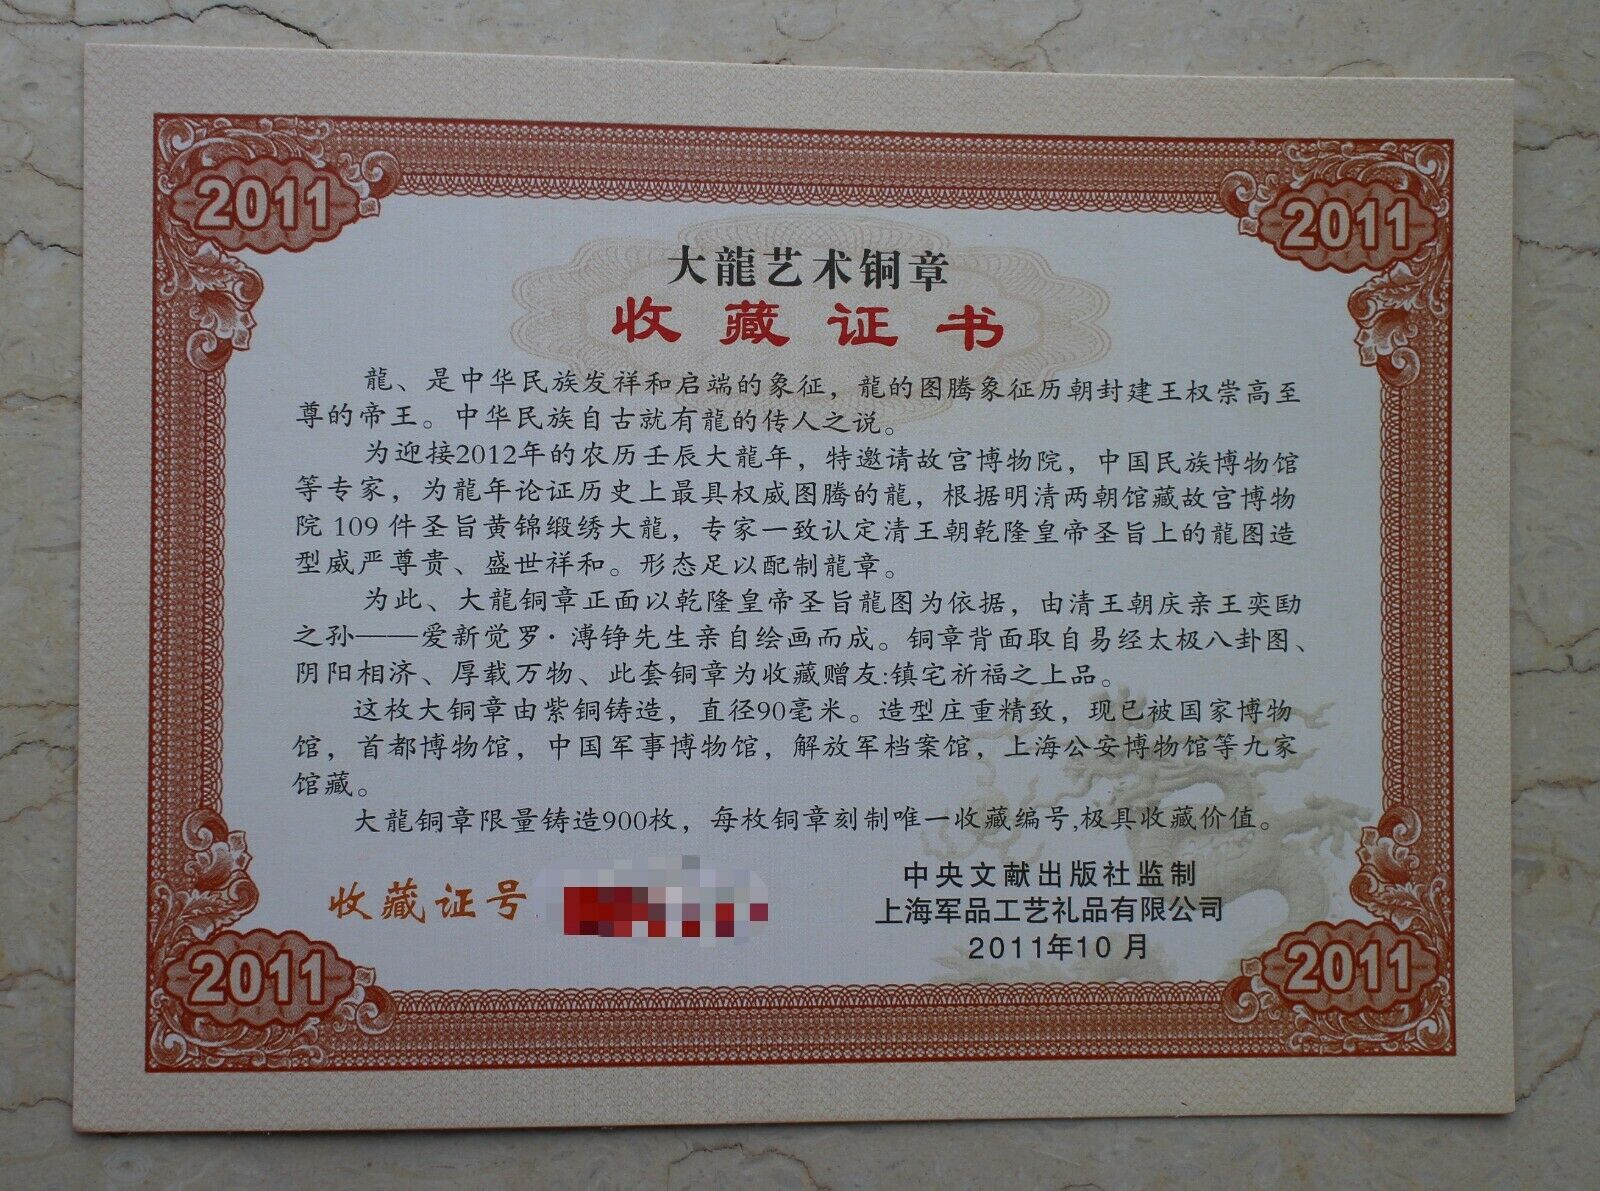 2011
2011
大龍艺术铜章
收藏证书
龍、是中华民族发祥和启端的象征，龍的图腾象征历朝封建王权崇高至
尊的帝王。中华民族自古就有龍的传人之说。
为迎接2012年的农历壬辰大龍年，特邀请故宫博物院，中国民族博物馆
等专家，为龍年论证历史上最具权威图腾的龍，根据明清两朝馆藏故宫博物
院 109 件圣旨黄锦缎绣大龍，专家一致认定清王朝乾隆皇帝圣旨上的龍图造
型威严尊贵、盛世祥和。形态足以配制龍章。
为此、大龍铜章正面以乾隆皇帝圣旨龍图为依据，由清王朝庆亲王奕劻
之孙——爱新觉罗·溥铮先生亲自绘画而成。铜章背面取自易经太极八卦图、
阴阳相济、厚载万物、此套铜章为收藏赠友:镇宅祈福之上品。
这枚大铜章由紫铜铸造，直径90毫米。造型庄重精致，现已被国家博物
馆，首都博物馆，中国军事博物馆，解放军档案馆，上海公安博物馆等九家
馆藏。
大龍铜章限量铸造900枚，每枚铜章刻制唯一收藏编号,极具收藏价值。
收藏证号
中央文献出版社监制
上海军品工艺礼品有限公司
2011年10月
2011
2011